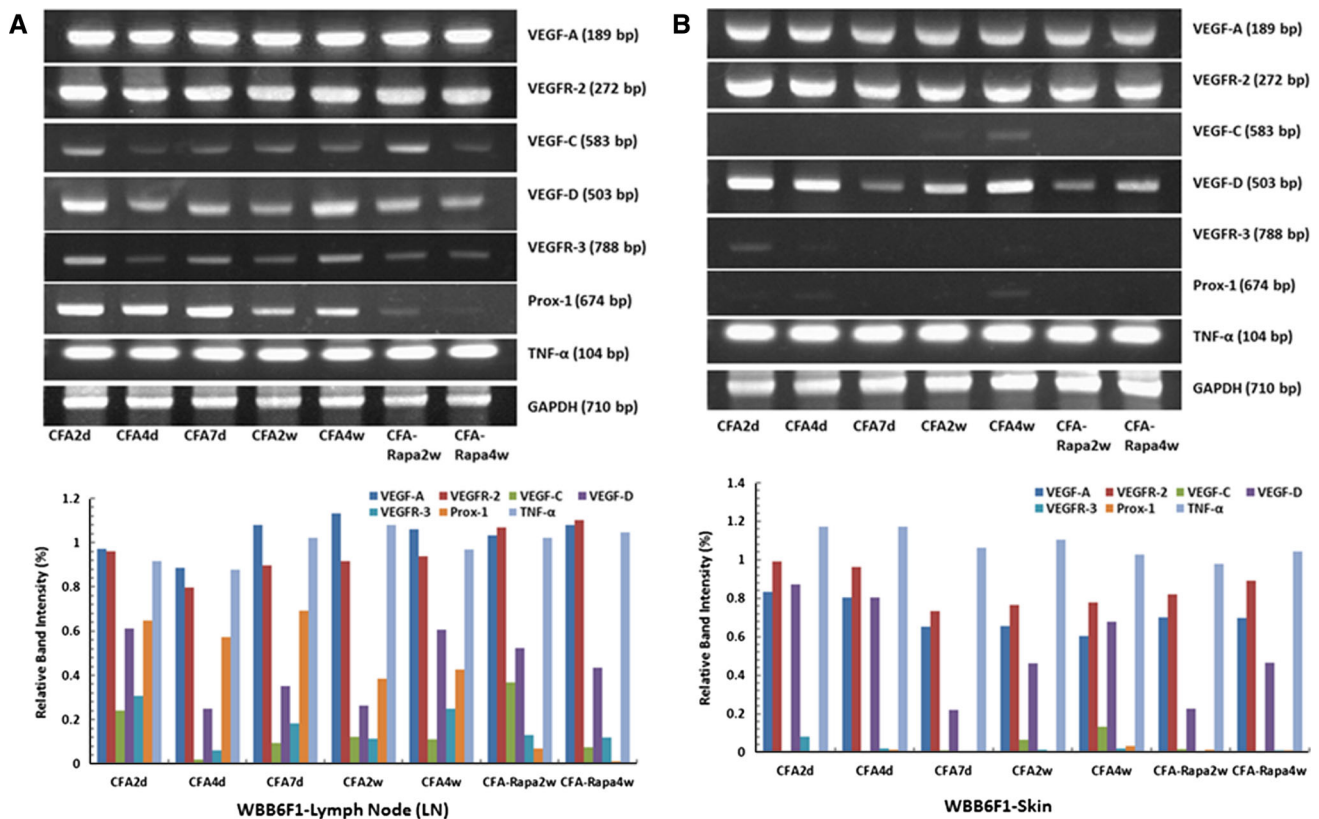 A
VEGF-A (189 bp)
VEGFR-2 (272 bp)
VEGF-C (583 bp)
VEGF-D (503 bp)
VEGFR-3 (788 bp)
Prox-1 (674 bp)
TNF-α (104 bp)
GAPDH (710 bp)
CFA2d CFA4d CFA7d CFA2w CFA4w CFA- CFA-
Rapa2w Rapa4w
1.2
1
0.8
0.6
0.4
0.2
0
Relative Band Intensity (%)
VEGF-A VEGFR-2 VEGF-C VEGF-D
VEGFR-3 Prox-1 TNF-α
CFA2d CFA4d CFA7d CFA2w CFA4w CFA-Rapa2w CFA-Rapa4w
WBB6F1-Lymph Node (LN)
B
VEGF-A (189 bp)
VEGFR-2 (272 bp)
VEGF-C (583 bp)
VEGF-D (503 bp)
VEGFR-3 (788 bp)
Prox-1 (674 bp)
TNF-α (104 bp)
GAPDH (710 bp)
CFA2d CFA4d CFA7d CFA2w CFA4w CFA- CFA-
Rapa2w Rapa4w
1.4
1.2
1
0.8
0.6
0.4
0.2
0
Relative Band Intensity (%)
VEGF-A VEGFR-2 VEGF-C VEGF-D
VEGFR-3 Prox-1 TNF-α
CFA2d CFA4d CFA7d CFA2w CFA4w CFA-Rapa2w CFA-Rapa4w
WBB6F1-Skin